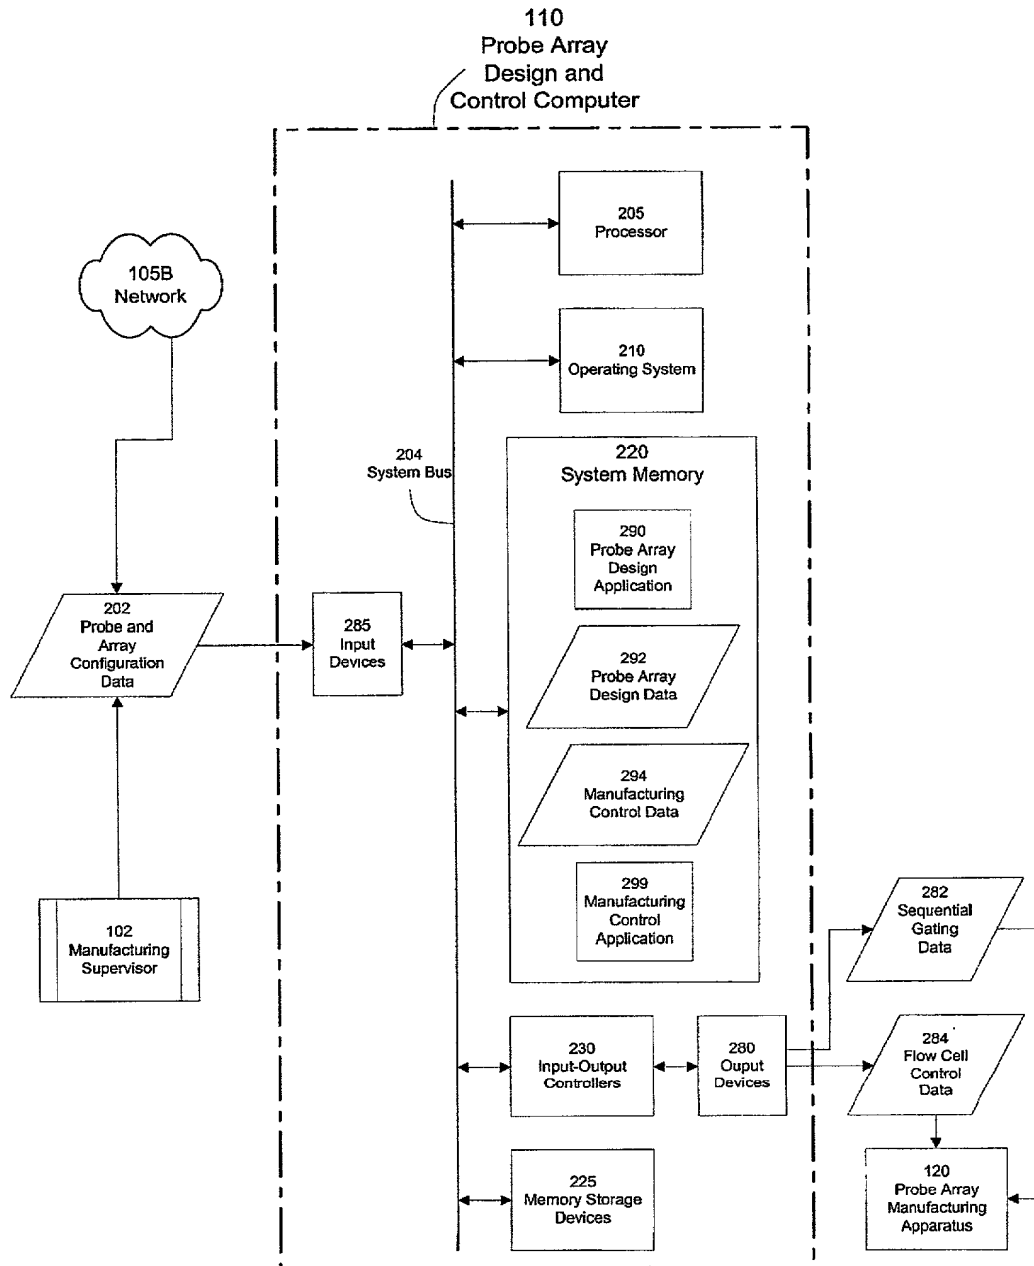 110
Probe Array
Design and
Control Computer
205
Processor
105B
Network
210
Operating System
204
System Bus
220
System Memory
290
Probe Array
Design
Application
202
Probe and
Array
Configuration
Data
285
Input
Devices
292
Probe Array
Design Data
294
Manufacturing
Control Data
299
Manufacturing
Control
Application
102
Manufacturing
Supervisor
282
Sequential
Gating
Data
230
Input-Output
Controllers
280
Ouput
Devices
284
Flow Cell
Control
Data
225
Memory Storage
Devices
120
Probe Array
Manufacturing
Apparatus